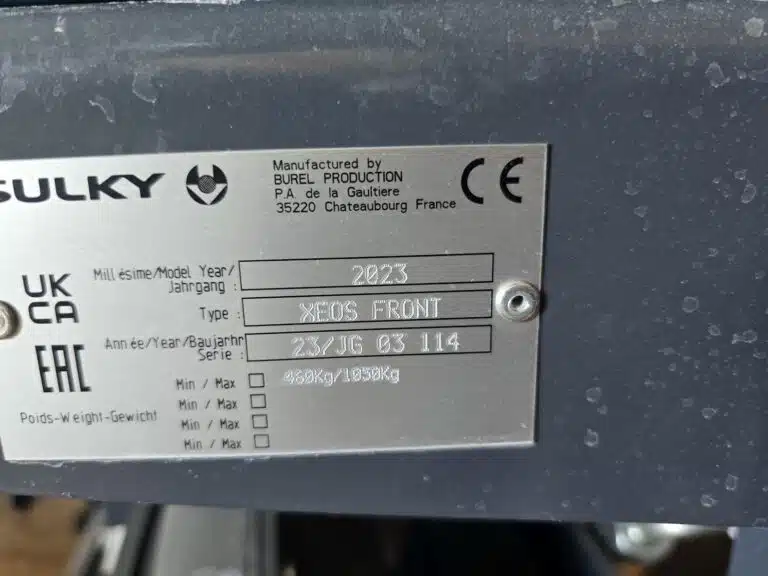 SULKY
Manufactured by
BUREL PRODUCTION
P.A. de la Gaultiere
35220 Chateaubourg France
CE
UK
CA
EAC
Millésime/Model Year/
Jahrgang :
2023
Type :
XEOS FRONT
Année/Year/Baujarhr
Serie :
23/JG 03 114
Poids-Weight-Gewicht
Min / Max
460Kg/1050Kg
Min / Max
Min / Max
Min / Max